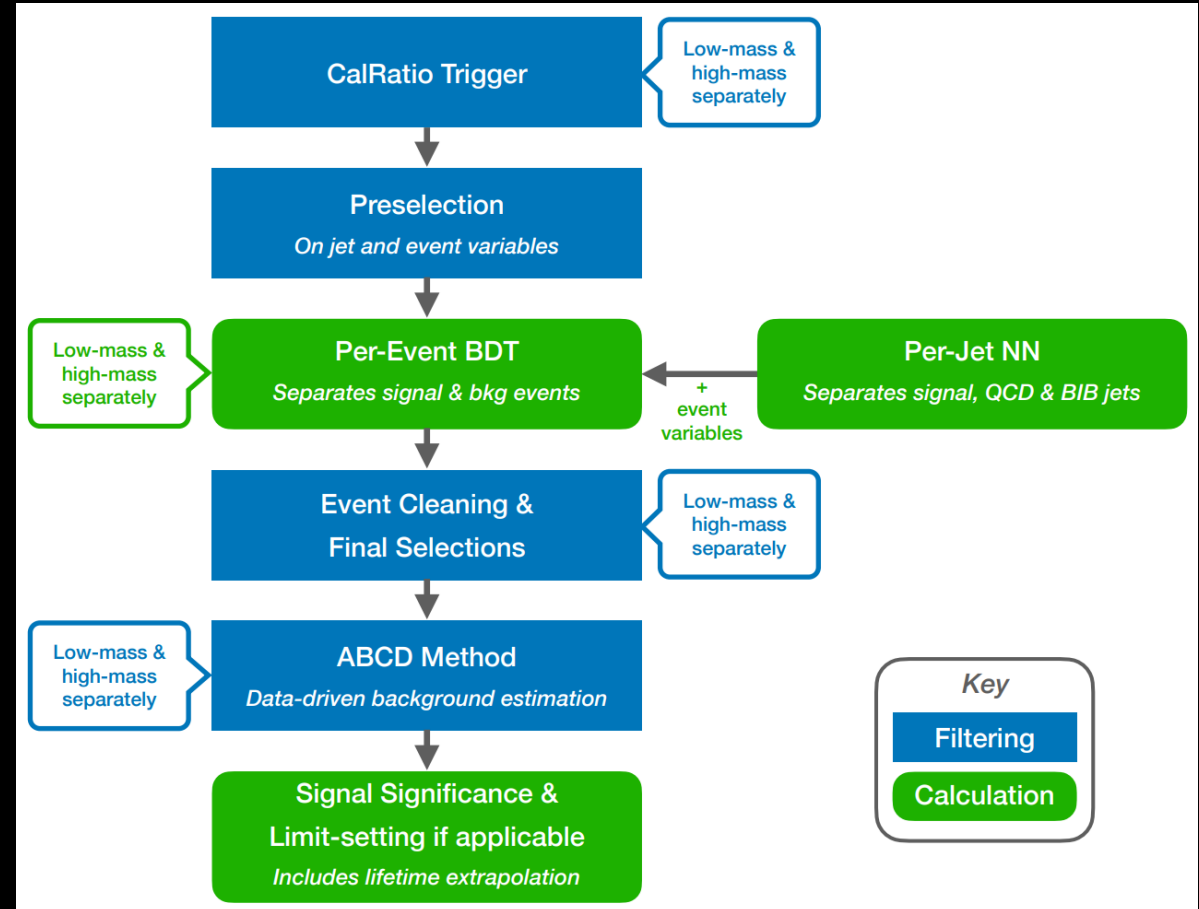 CalRatio Trigger
Low-mass &
high-mass
separately
Preselection
On jet and event variables
Low-mass &
high-mass
separately
Per-Event BDT
Separates signal & bkg events
+
event
variables
Per-Jet NN
Separates signal, QCD & BIB jets
Event Cleaning &
Final Selections
Low-mass &
high-mass
separately
Low-mass &
high-mass
separately
ABCD Method
Data-driven background estimation
Signal Significance &
Limit-setting if applicable
Includes lifetime extrapolation
Key
Filtering
Calculation